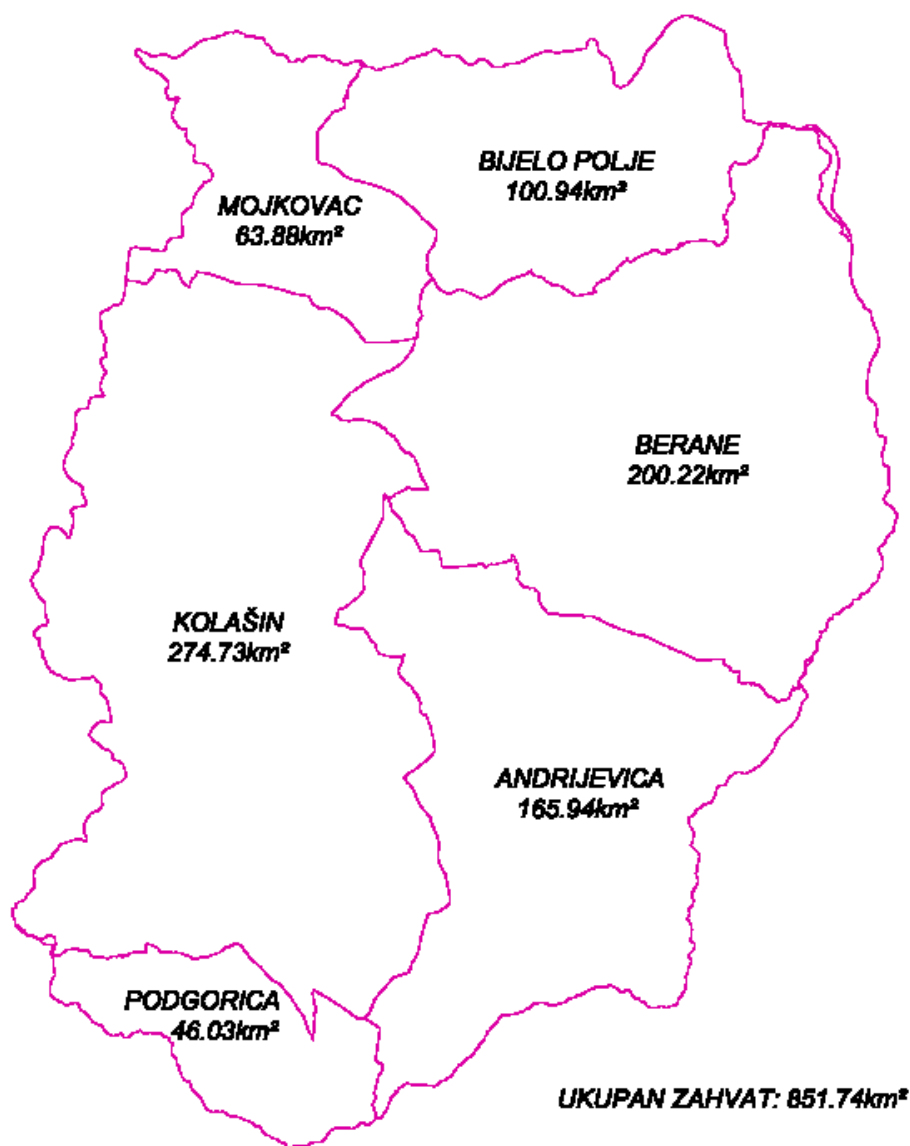 BIJELO POLJE
100.94km²
MOJKOVAC
63.88km²
BERANE
200.22km²
KOLAŠIN
274.73km²
ANDRIJEVICA
165.94km²
PODGORICA
46.03km²
UKUPAN ZAHVAT: 851.74km²